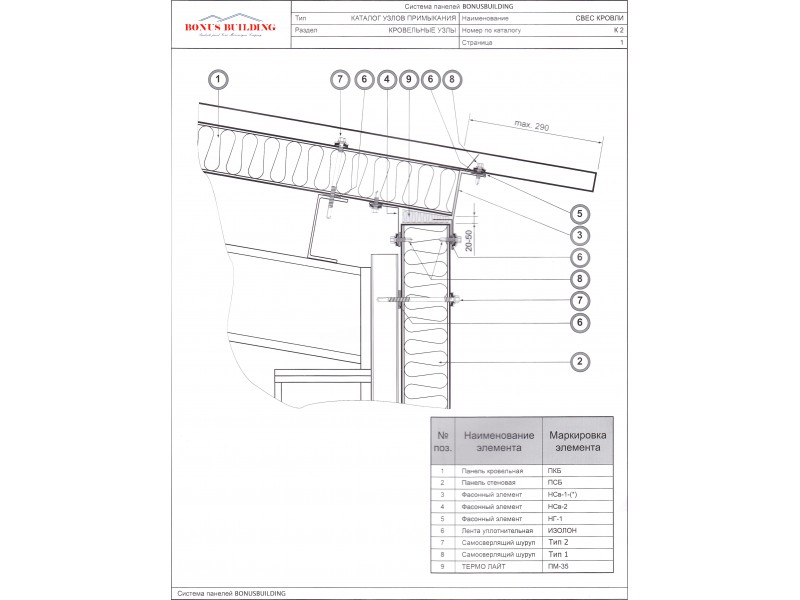 Система панелей BONUSBUILDING
BONUS BUILDING
Тип КАТАЛОГ УЗЛОВ ПРИМЫКАНИЯ Наименование СВЕС КРОВЛИ
Раздел КРОВЕЛЬНЫЕ УЗЛЫ Номер по каталогу К 2
Страница 1
1 7 6 4 9 6 8
max. 290
5
3
20-50
6
8
7
6
2
№ поз. Наименование элемента Маркировка элемента
1 Панель кровельная ПКБ
2 Панель стеновая ПСБ
3 Фасонный элемент НСв-1-(*)
4 Фасонный элемент НСв-2
5 Фасонный элемент НГ-1
6 Лента уплотнительная ИЗОЛОН
7 Самосверлящий шуруп Тип 2
8 Самосверлящий шуруп Тип 1
9 ТЕРМО ЛАЙТ ПМ-35
Система панелей BONUSBUILDING